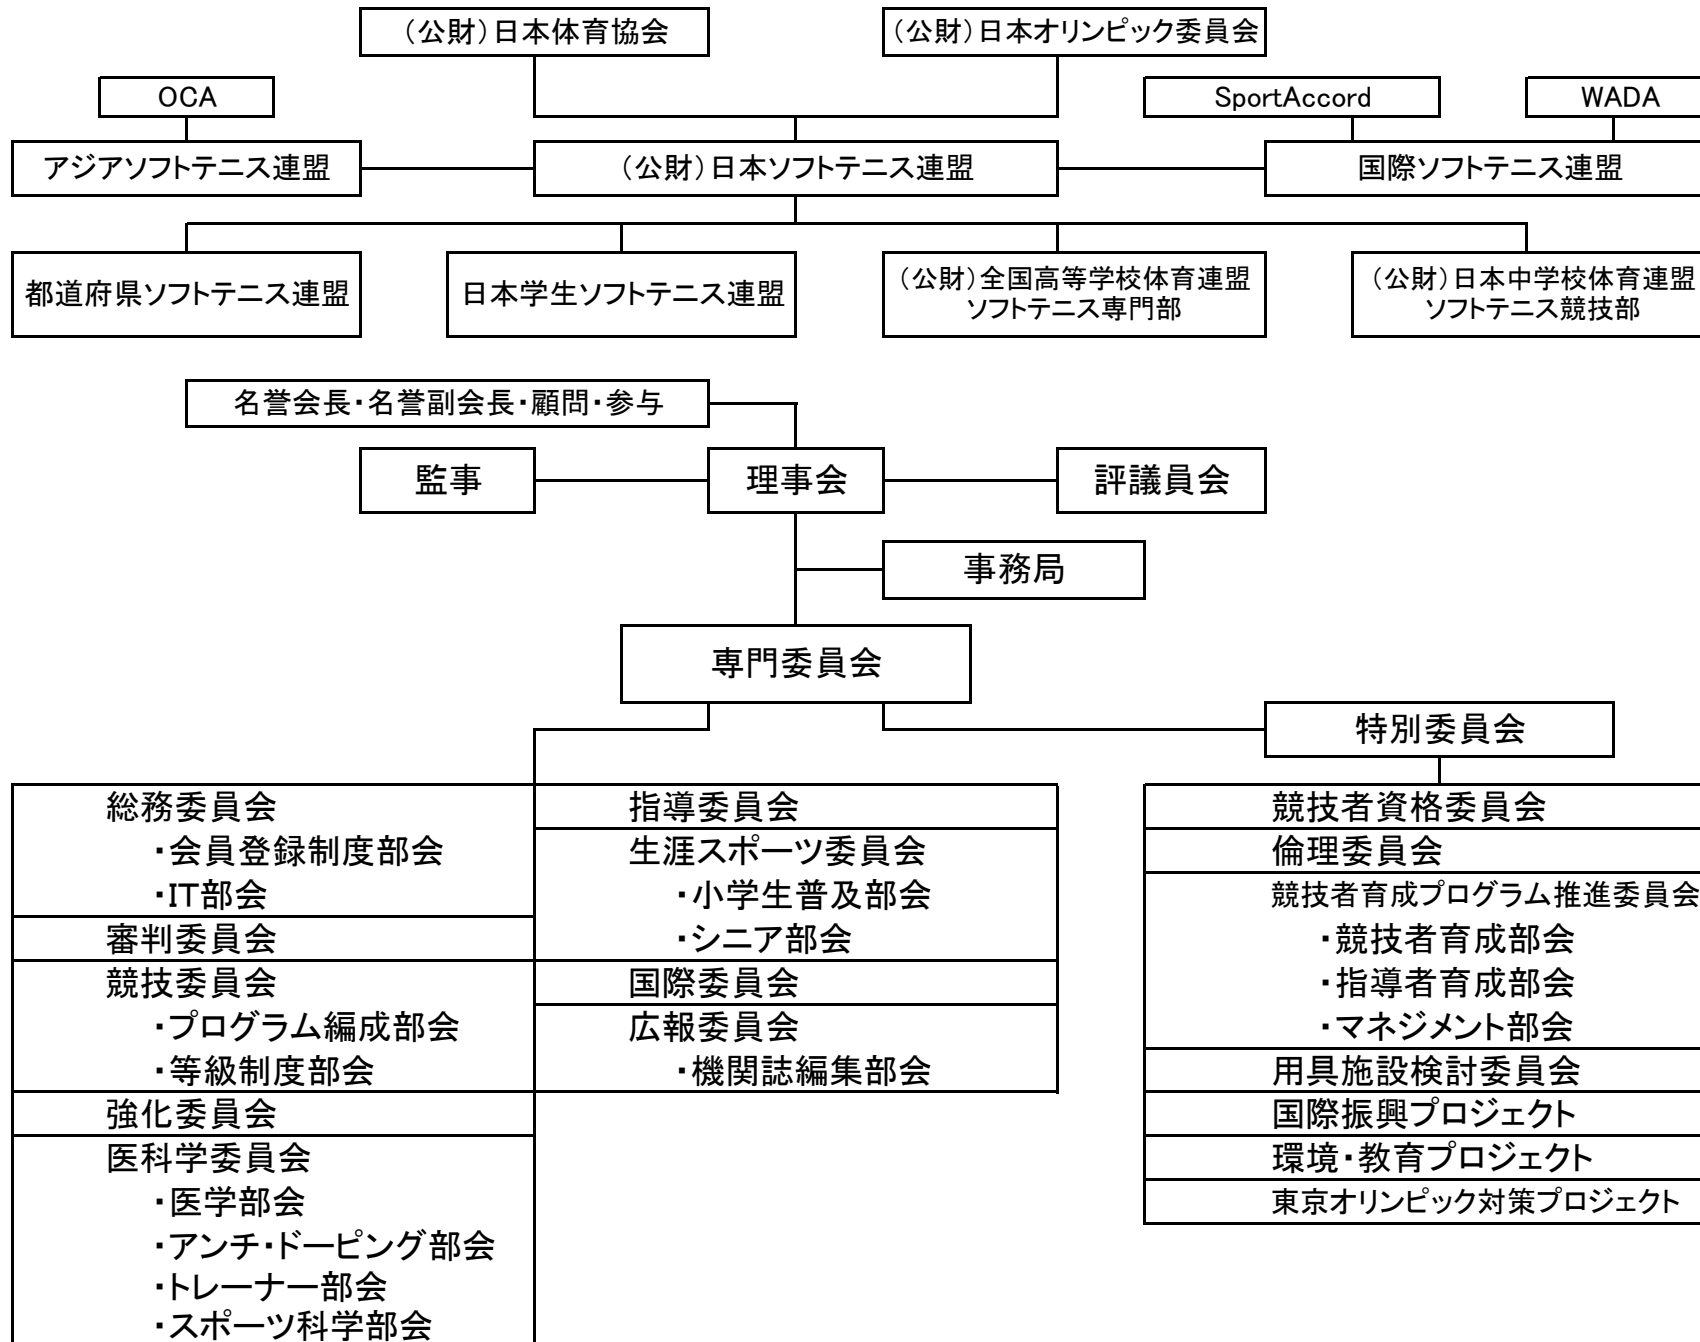 (公財)日本体育協会
(公財)日本オリンピック委員会
OCA
SportAccord
WADA
アジアソフトテニス連盟
(公財)日本ソフトテニス連盟
国際ソフトテニス連盟
都道府県ソフトテニス連盟
日本学生ソフトテニス連盟
(公財)全国高等学校体育連盟
ソフトテニス専門部
(公財)日本中学校体育連盟
ソフトテニス競技部
名誉会長・名誉副会長・顧問・参与
監事
理事会
評議員会
事務局
専門委員会
特別委員会
総務委員会
・会員登録制度部会
・IT部会
審判委員会
競技委員会
・プログラム編成部会
・等級制度部会
強化委員会
医科学委員会
・医学部会
・アンチ・ドーピング部会
・トレーナー部会
・スポーツ科学部会
指導委員会
生涯スポーツ委員会
・小学生普及部会
・シニア部会
国際委員会
広報委員会
・機関誌編集部会
競技者資格委員会
倫理委員会
競技者育成プログラム推進委員会
・競技者育成部会
・指導者育成部会
・マネジメント部会
用具施設検討委員会
国際振興プロジェクト
環境・教育プロジェクト
東京オリンピック対策プロジェクト